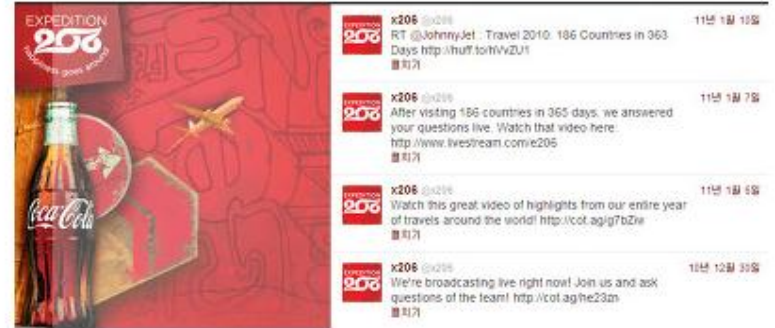 EXPEDITION
206
happiness goes around
Coca-Cola
x206 @x206 11년 1월 10일
RT @JohnnyJet : Travel 2010: 186 Countries in 363
Days http://huff.to/hVvZU1
펼치기
x206 @x206 11년 1월 7일
After visiting 186 countries in 365 days, we answered
your questions live. Watch that video here:
http://www.livestream.com/e206
펼치기
x206 @x206 11년 1월 5일
Watch this great video of highlights from our entire year
of travels around the world! http://cot.ag/g7bZiw
펼치기
x206 @x206 10년 12월 30일
We're broadcasting live right now! Join us and ask
questions of the team! http://cot.ag/he23zn
펼치기